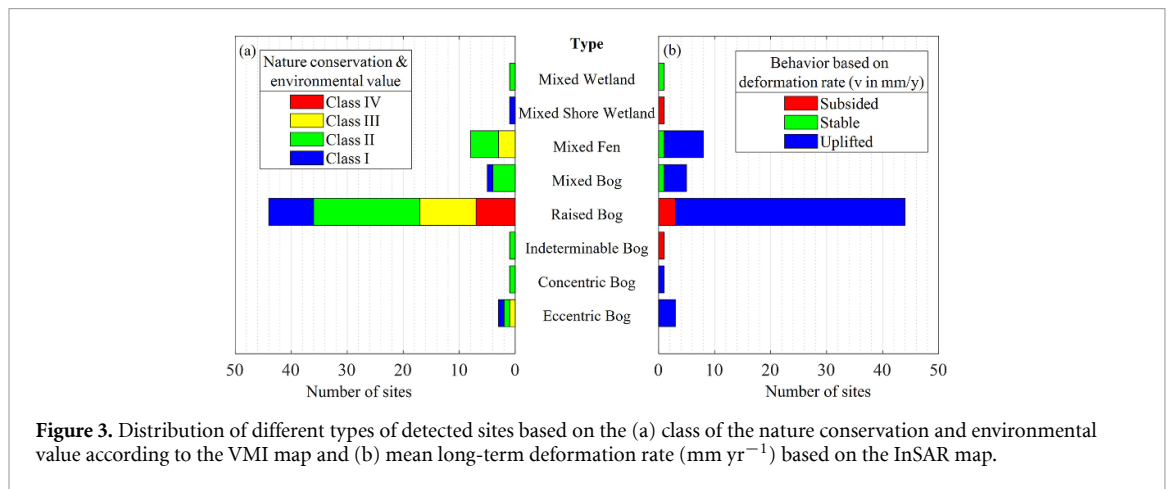 (a)
Nature conservation &
environmental value
Class IV
Class III
Class II
Class I
Type
Mixed Wetland
Mixed Shore Wetland
Mixed Fen
Mixed Bog
Raised Bog
Indeterminable Bog
Concentric Bog
Eccentric Bog
(b)
Behavior based on
deformation rate (v in mm/y)
Subsided
Stable
Uplifted
50 40 30 20 10 0
Number of sites
0 10 20 30 40 50
Number of sites
Figure 3. Distribution of different types of detected sites based on the (a) class of the nature conservation and environmental
value according to the VMI map and (b) mean long-term deformation rate (mm yr⁻¹) based on the InSAR map.